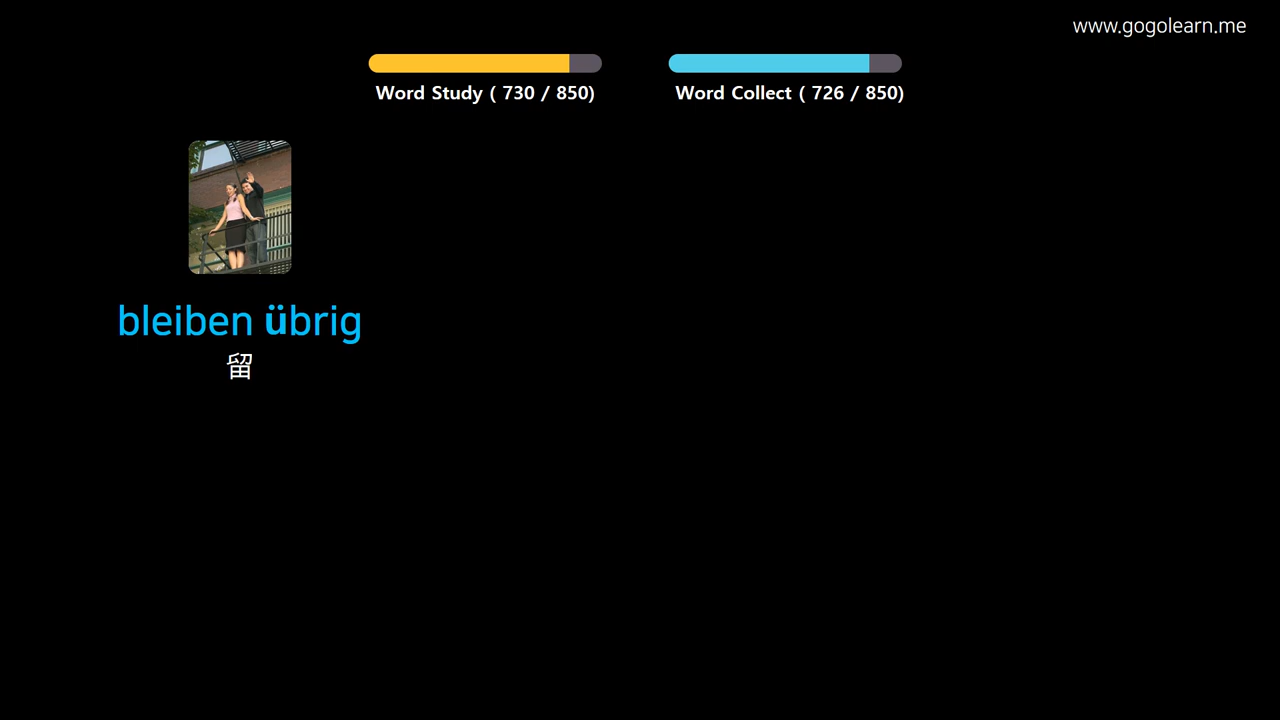 www.gogolearn.me
Word Study ( 730 / 850)
Word Collect ( 726 / 850)
bleiben übrig
留